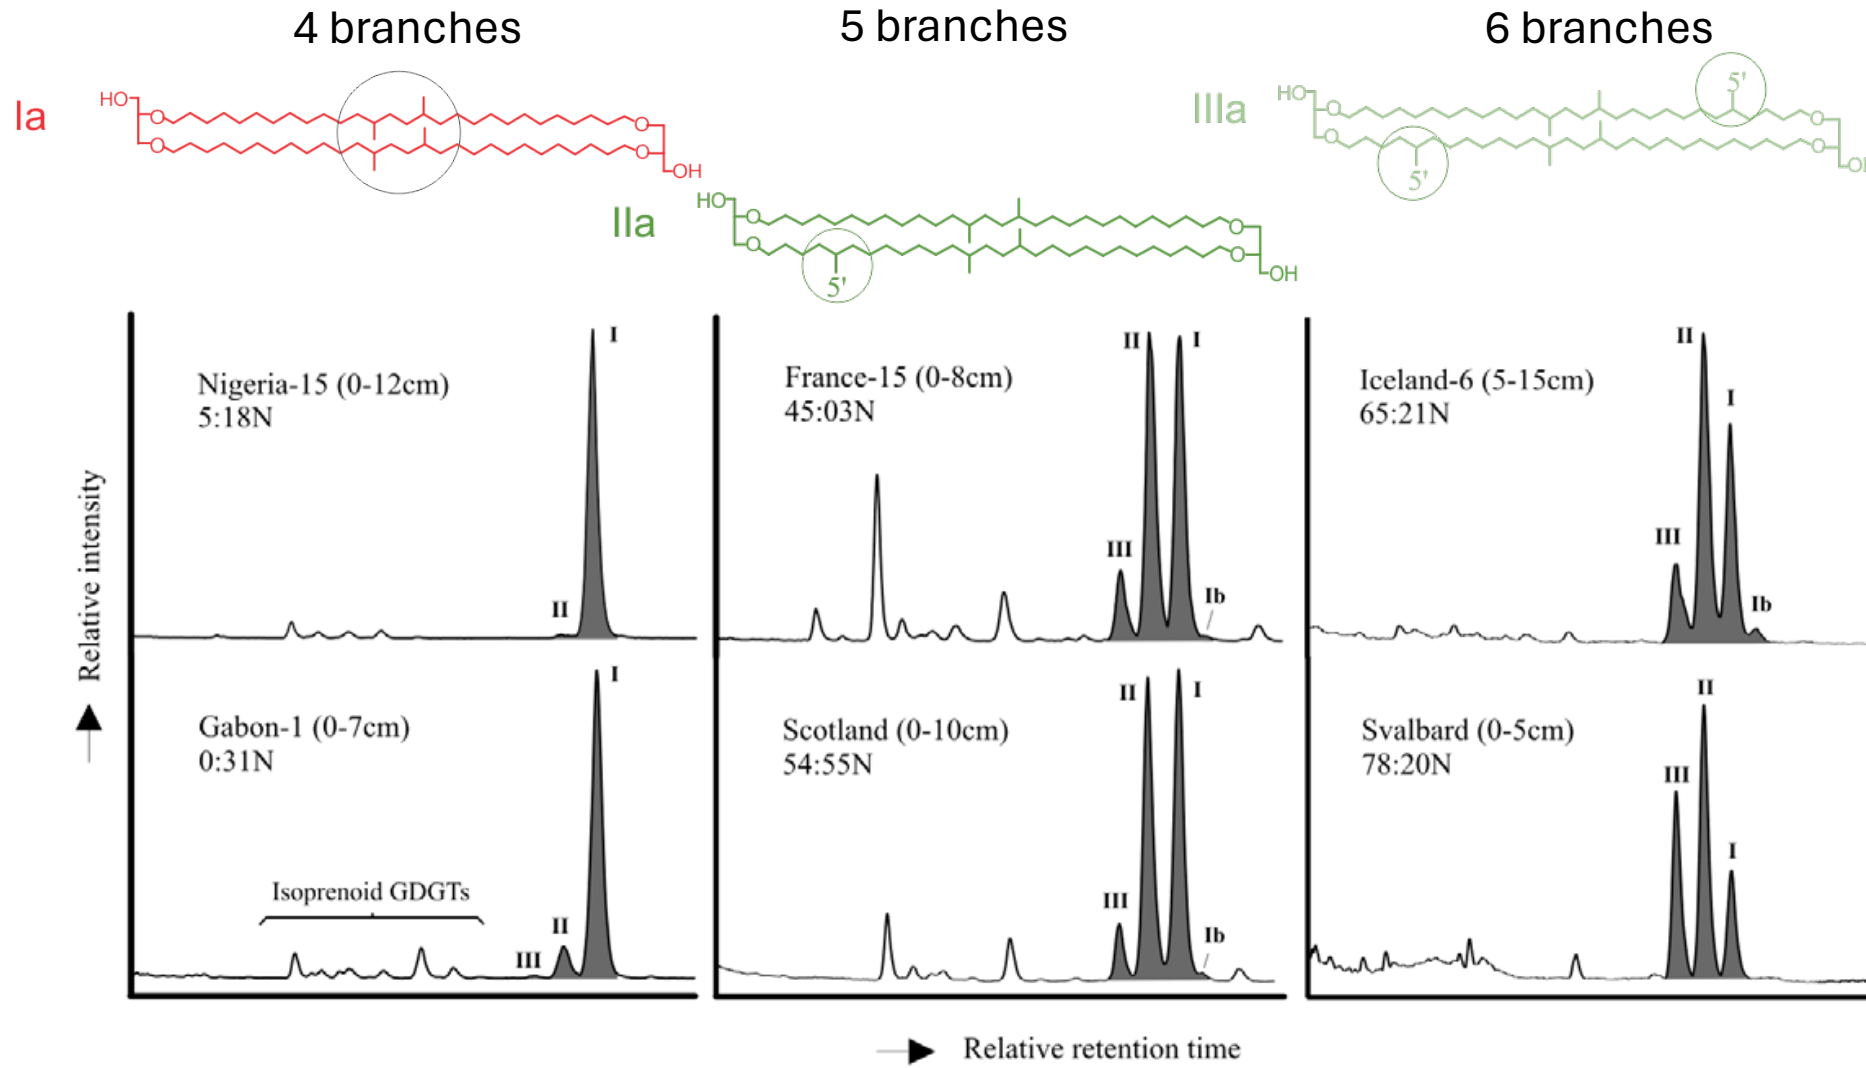 4 branches
5 branches
6 branches
Ia
HO
O
O
O
O
OH
IIa
HO
O
O
5'
O
O
OH
IIIa
HO
O
O
5'
5'
O
O
OH
Relative intensity
Nigeria-15 (0-12cm)
5:18N
II
I
Gabon-1 (0-7cm)
0:31N
Isoprenoid GDGTs
III
II
I
France-15 (0-8cm)
45:03N
III
II
I
Ib
Scotland (0-10cm)
54:55N
III
II
I
Ib
Iceland-6 (5-15cm)
65:21N
III
II
I
Ib
Svalbard (0-5cm)
78:20N
III
II
I
Relative retention time